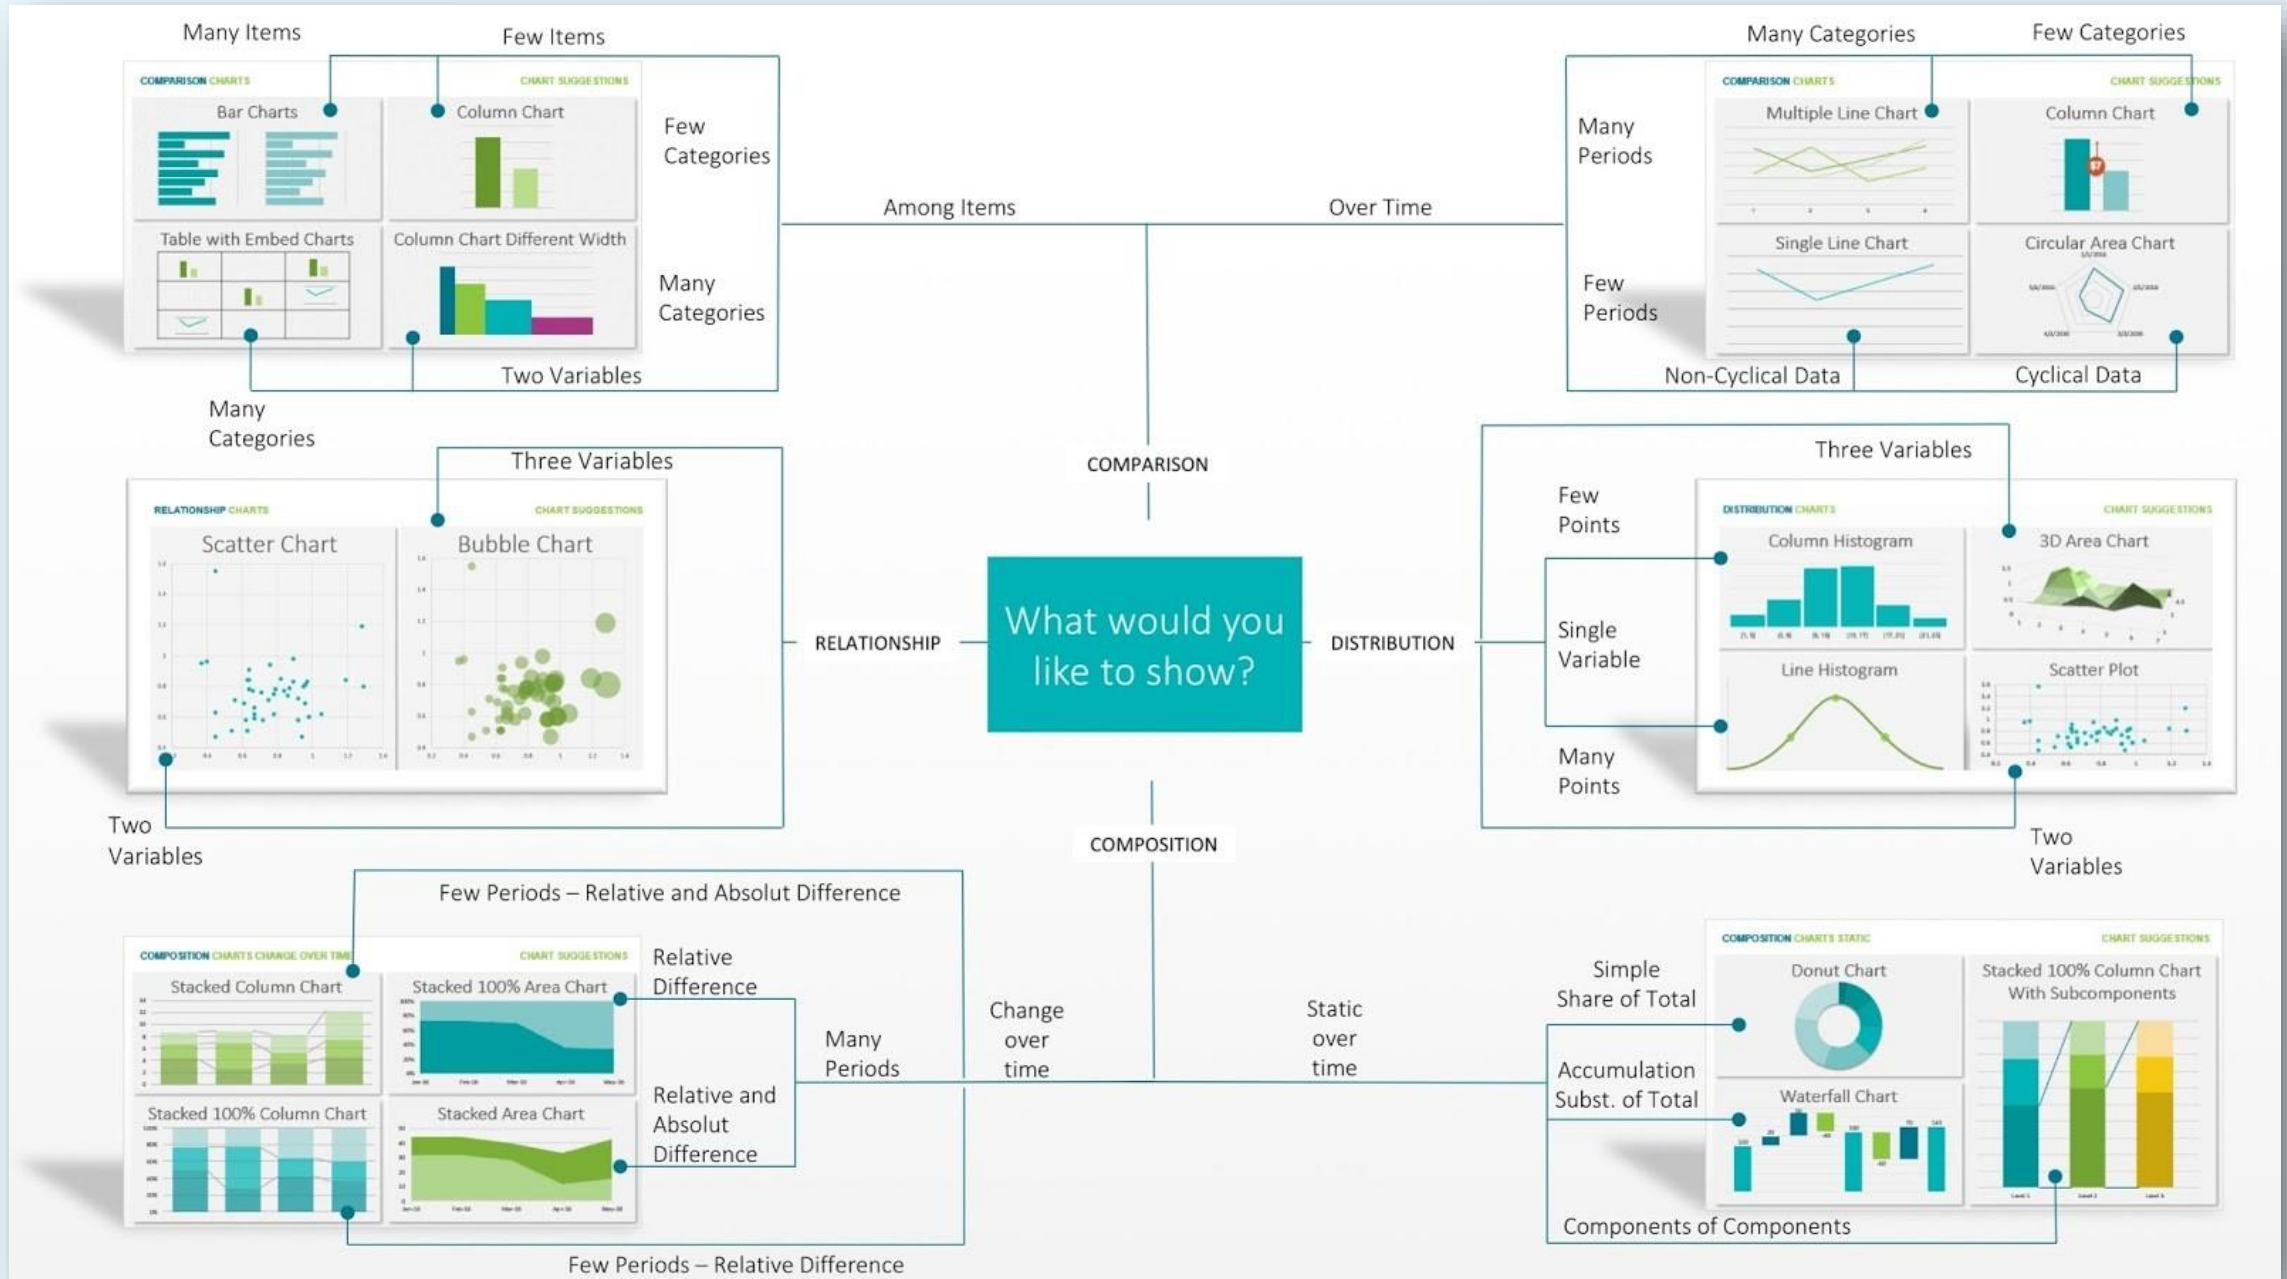 Many Items
Few Items
COMPARISON CHARTS
CHART SUGGESTIONS
Bar Charts
Column Chart
Few
Categories
Table with Embed Charts
Column Chart Different Width
Many
Categories
Two Variables
Many
Categories
Among Items
Over Time
Many Categories
Few Categories
COMPARISON CHARTS
CHART SUGGESTIONS
Many
Periods
Multiple Line Chart
Column Chart
Single Line Chart
Circular Area Chart
Few
Periods
Non-Cyclical Data
Cyclical Data
COMPARISON
Three Variables
RELATIONSHIP CHARTS
CHART SUGGESTIONS
Scatter Chart
Bubble Chart
Two
Variables
RELATIONSHIP
What would you
like to show?
DISTRIBUTION
Three Variables
Few
Points
DISTRIBUTION CHARTS
CHART SUGGESTIONS
Column Histogram
3D Area Chart
Single
Variable
Line Histogram
Scatter Plot
Many
Points
Two
Variables
COMPOSITION
Few Periods – Relative and Absolut Difference
COMPOSITION CHARTS CHANGE OVER TIME
CHART SUGGESTIONS
Relative
Difference
Stacked Column Chart
Stacked 100% Area Chart
Many
Periods
Change
over
time
Relative and
Absolut
Difference
Stacked 100% Column Chart
Stacked Area Chart
Few Periods – Relative Difference
Static
over
time
COMPOSITION CHARTS STATIC
CHART SUGGESTIONS
Simple
Share of Total
Donut Chart
Stacked 100% Column Chart
With Subcomponents
Accumulation
Subst. of Total
Waterfall Chart
Components of Components